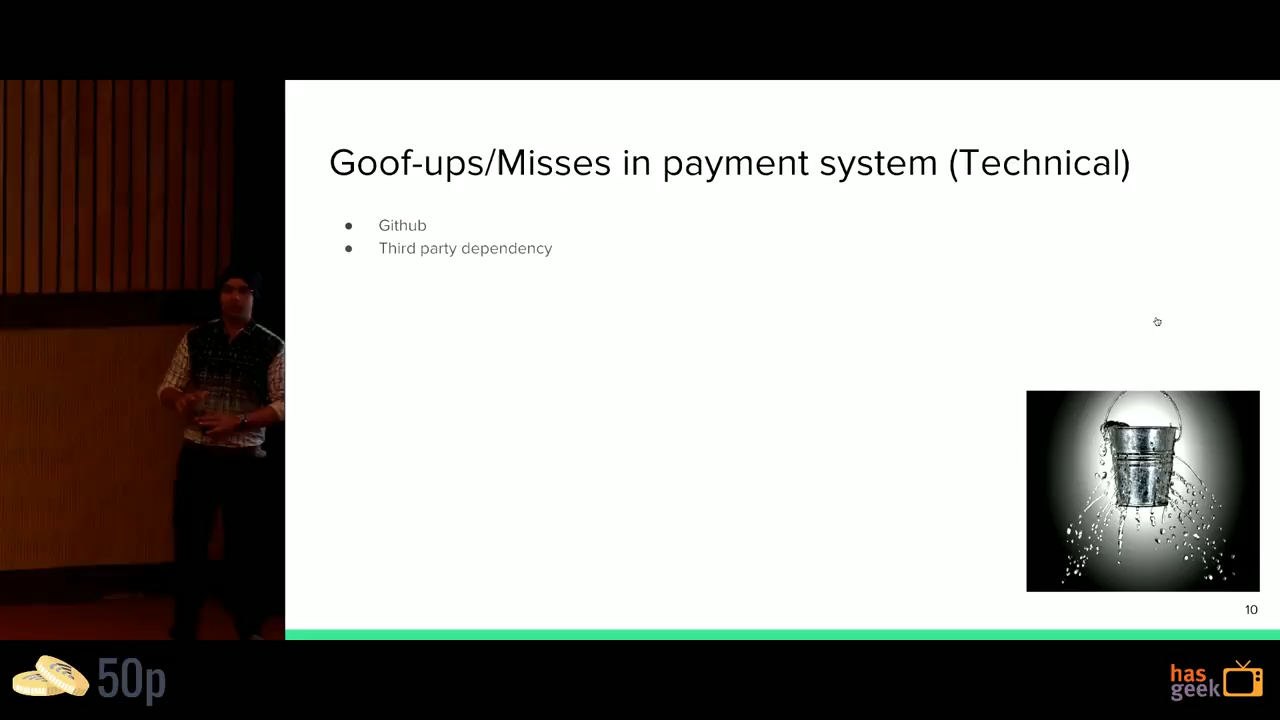 Goof-ups/Misses in payment system (Technical)
● Github
● Third party dependency
10
50p
has
geek